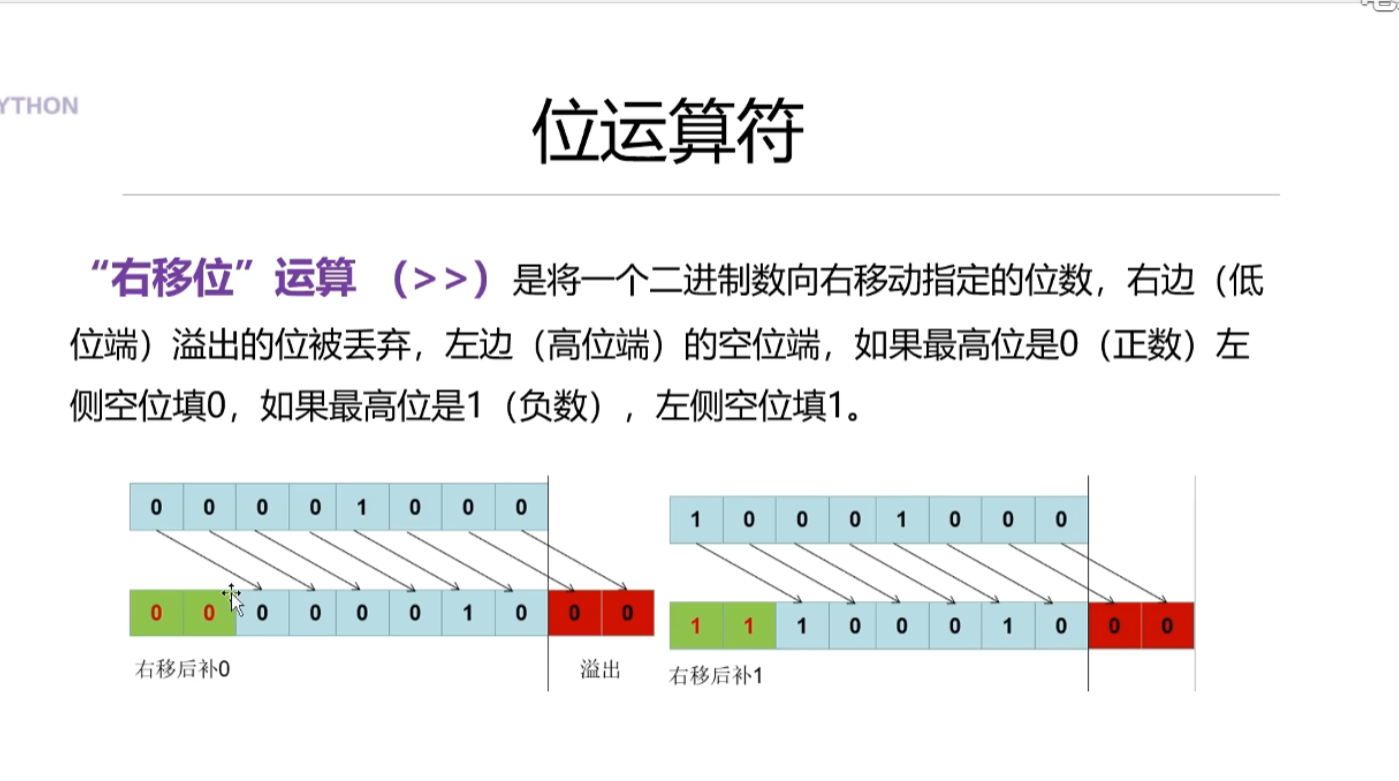 YTHON
位运算符
“右移位”运算 （>>）是将一个二进制数向右移动指定的位数，右边（低
位端）溢出的位被丢弃，左边（高位端）的空位端，如果最高位是0（正数）左
侧空位填0，如果最高位是1（负数），左侧空位填1。
0 0 0 0 1 0 0 0
0 0 0 0 0 0 1 0 0 0
右移后补0 溢出
1 0 0 0 1 0 0 0
1 1 1 0 0 0 1 0 0 0
右移后补1